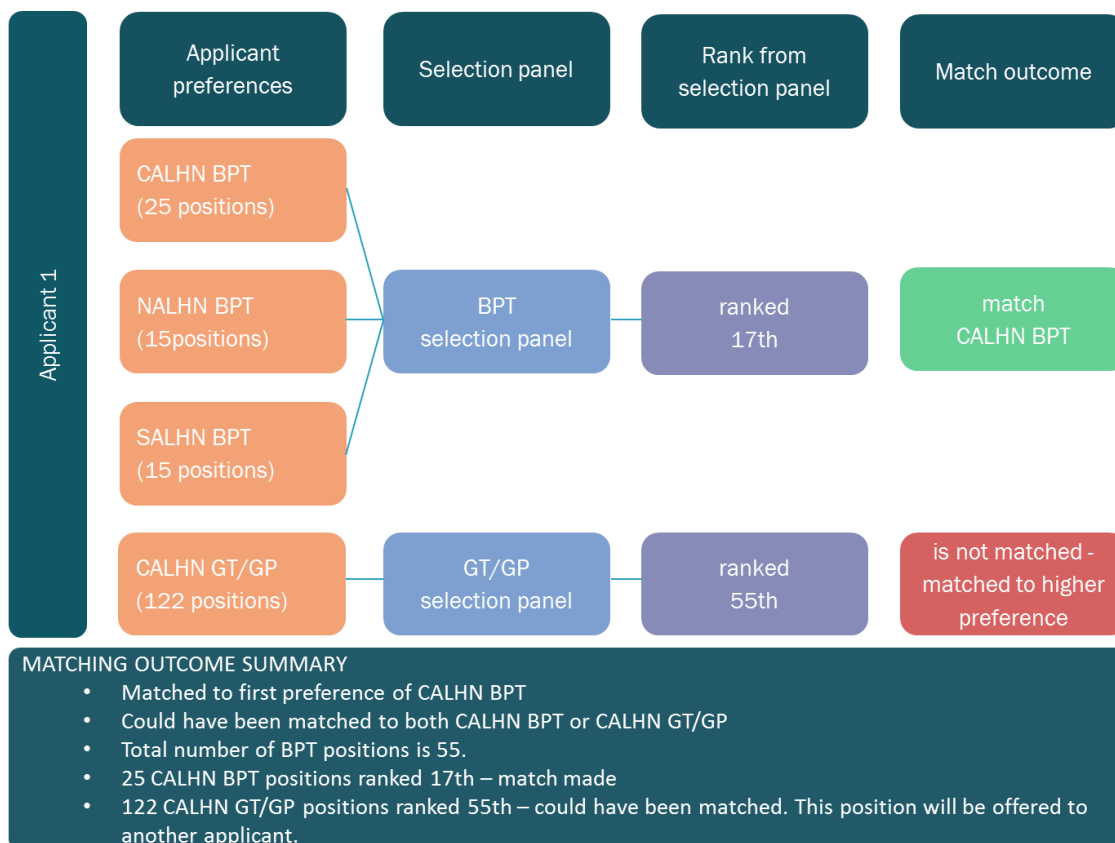 Applicant
preferences
Selection panel
Rank from
selection panel
Match outcome
Applicant 1
CALHN BPT
(25 positions)
NALHN BPT
(15positions)
SALHN BPT
(15 positions)
BPT
selection panel
ranked
17th
match
CALHN BPT
CALHN GT/GP
(122 positions)
GT/GP
selection panel
ranked
55th
is not matched -
matched to higher
preference
MATCHING OUTCOME SUMMARY
• Matched to first preference of CALHN BPT
• Could have been matched to both CALHN BPT or CALHN GT/GP
• Total number of BPT positions is 55.
• 25 CALHN BPT positions ranked 17th – match made
• 122 CALHN GT/GP positions ranked 55th – could have been matched. This position will be offered to
another applicant.